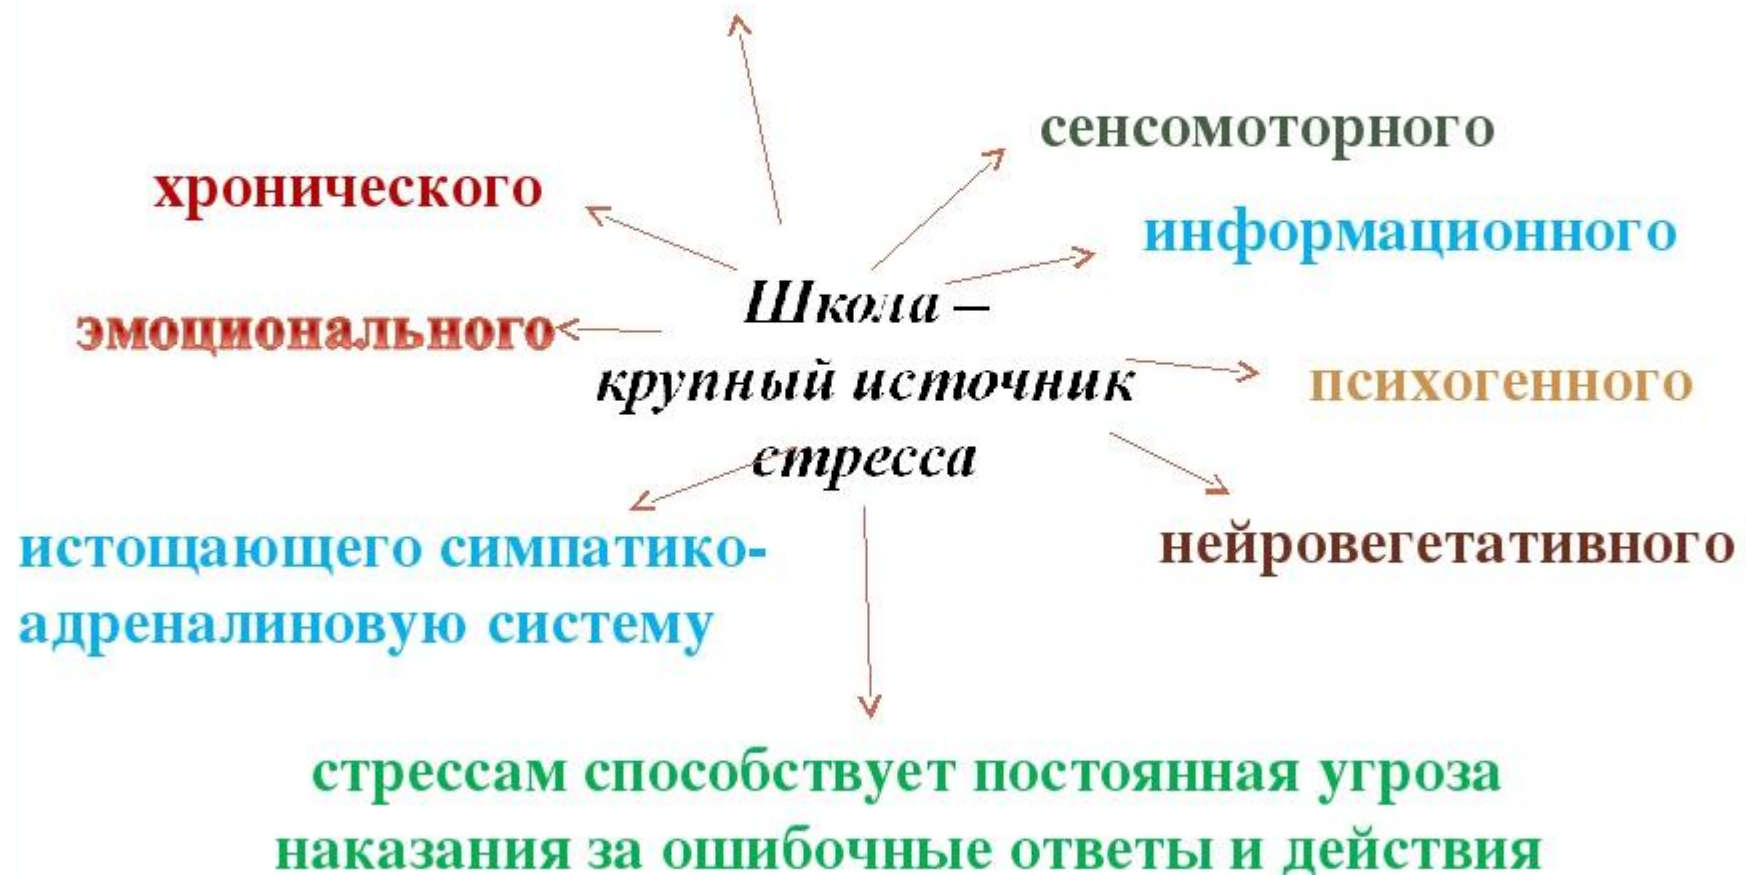 сенсомоторного
хронического
информационного
эмоционального
Школа –
крупный источник
стресса
психогенного
нейровегетативного
истощающего симпатико-
адреналиновую систему
стрессам способствует постоянная угроза
наказания за ошибочные ответы и действия